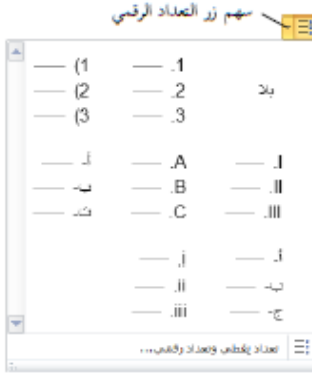 سهم زر التعداد الرقمي
بلا .1 (1
.2 (2
.3 (3
.I .A أ.
.II .B ب-
.III .C ت-
أ. .i
ب- .ii
ج- .iii
تعداد نقطي وتعداد رقمي...